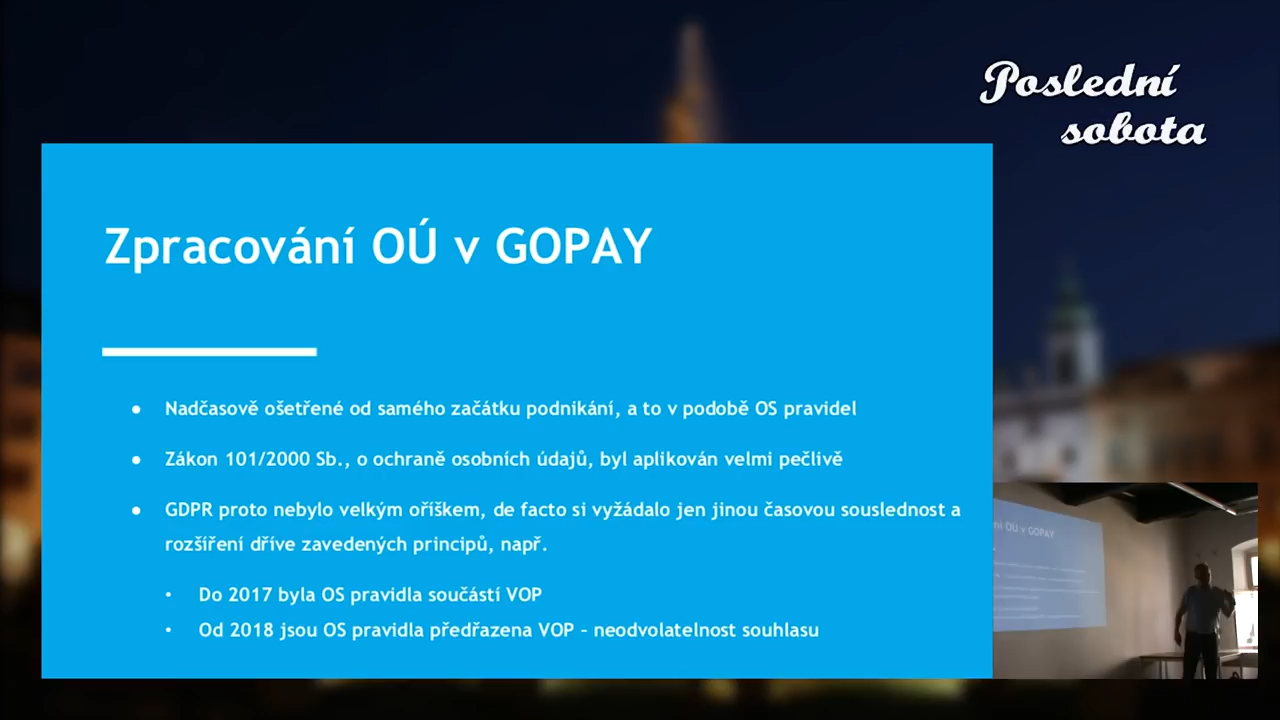 Poslední
sobota
Zpracování OÚ v GOPAY
Nadčasově ošetřené od samého začátku podnikání, a to v podobě OS pravidel
Zákon 101/2000 Sb., o ochraně osobních údajů, byl aplikován velmi pečlivě
GDPR proto nebylo velkým oříškem, de facto si vyžádalo jen jinou časovou souslednost a
rozšíření dříve zavedených principů, např.
Do 2017 byla OS pravidla součástí VOP
Od 2018 jsou OS pravidla předřazena VOP – neodvolatelnost souhlasu
ní OÚ v GOPAY